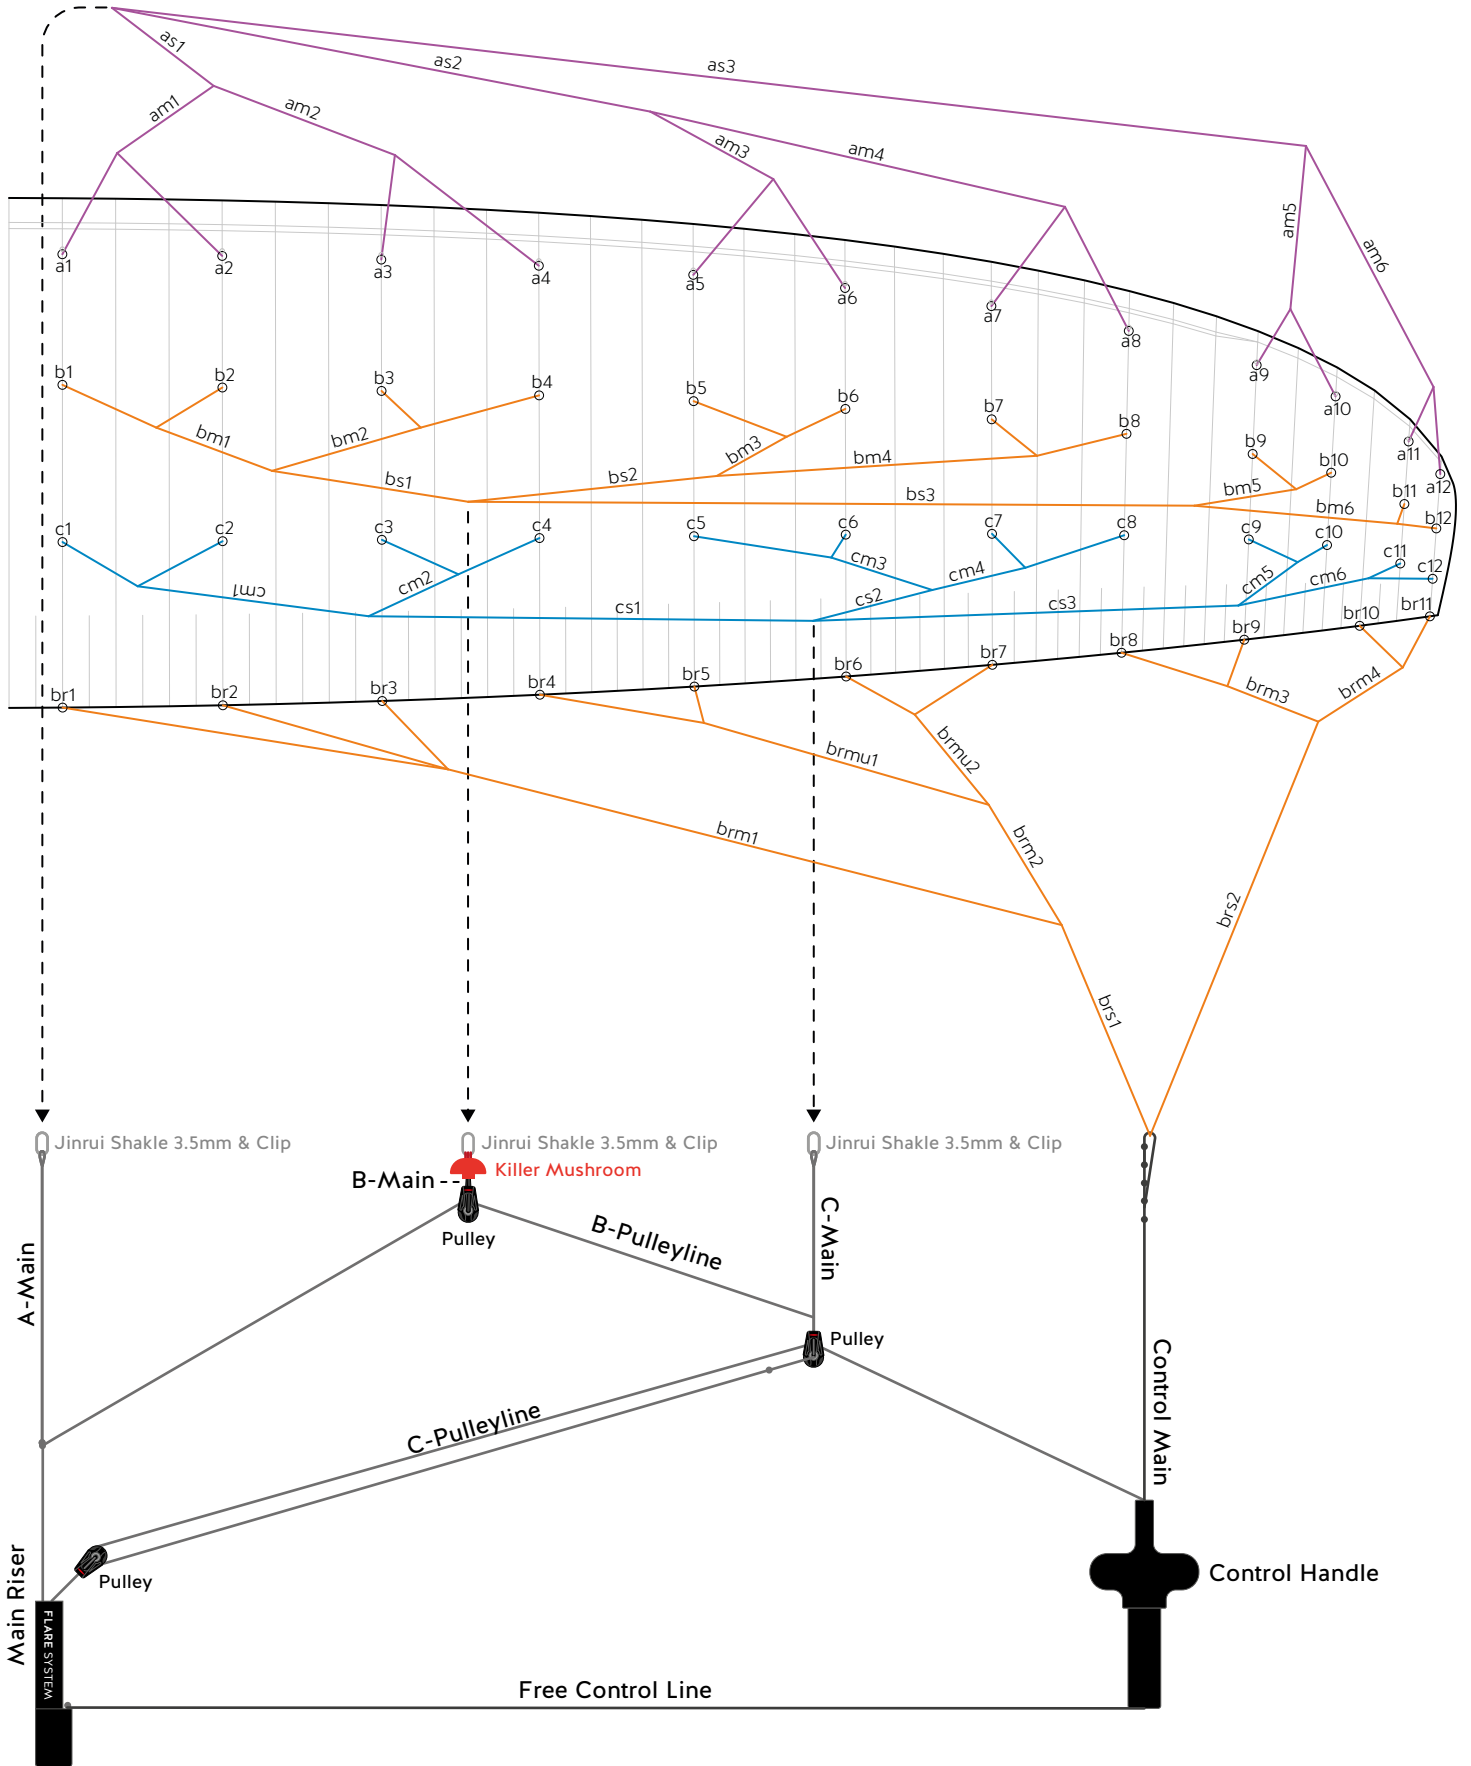 as1
as2
as3
am1
am2
am3
am4
am5
am6
a1
a2
a3
a4
a5
a6
a7
a8
a9
a10
a11
a12
b1
b2
b3
b4
b5
b6
b7
b8
b9
b10
b11
b12
bm1
bm2
bm3
bm4
bm5
bm6
bs1
bs2
bs3
c1
c2
c3
c4
c5
c6
c7
c8
c9
c10
c11
c12
cm1
cm2
cm3
cm4
cm5
cm6
cs1
cs2
cs3
br1
br2
br3
br4
br5
br6
br7
br8
br9
br10
br11
brmu1
brmu2
brm1
brm2
brm3
brm4
brs1
brs2
Jinrui Shakle 3.5mm & Clip
Jinrui Shakle 3.5mm & Clip
Jinrui Shakle 3.5mm & Clip
Killer Mushroom
B-Main
Pulley
A-Main
B-Pulleyline
C-Main
Pulley
C-Pulleyline
Control Main
Pulley
Main Riser
FLARE SYSTEM
Control Handle
Free Control Line